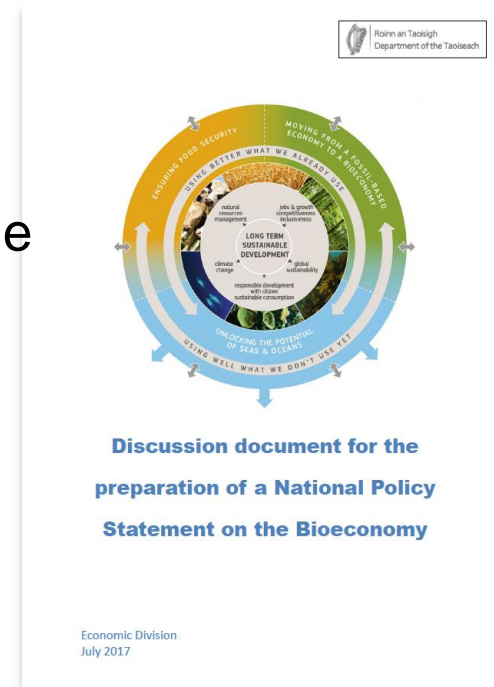 Roinn an Taoisigh
Department of the Taoiseach
e
ENSURING FOOD SECURITY
MOVING FROM A FOSSIL-BASED
ECONOMY TO A BIOECONOMY
USING BETTER WHAT WE ALREADY USE
natural
resources
management
jobs & growth
competitiveness
inclusiveness
LONG TERM
SUSTAINABLE
DEVELOPMENT
climate
change
global
sustainability
responsible development
with citizen
sustainable consumption
UNLOCKING THE POTENTIAL
OF SEAS & OCEANS
USING WELL WHAT WE DON'T USE YET
Discussion document for the
preparation of a National Policy
Statement on the Bioeconomy
Economic Division
July 2017